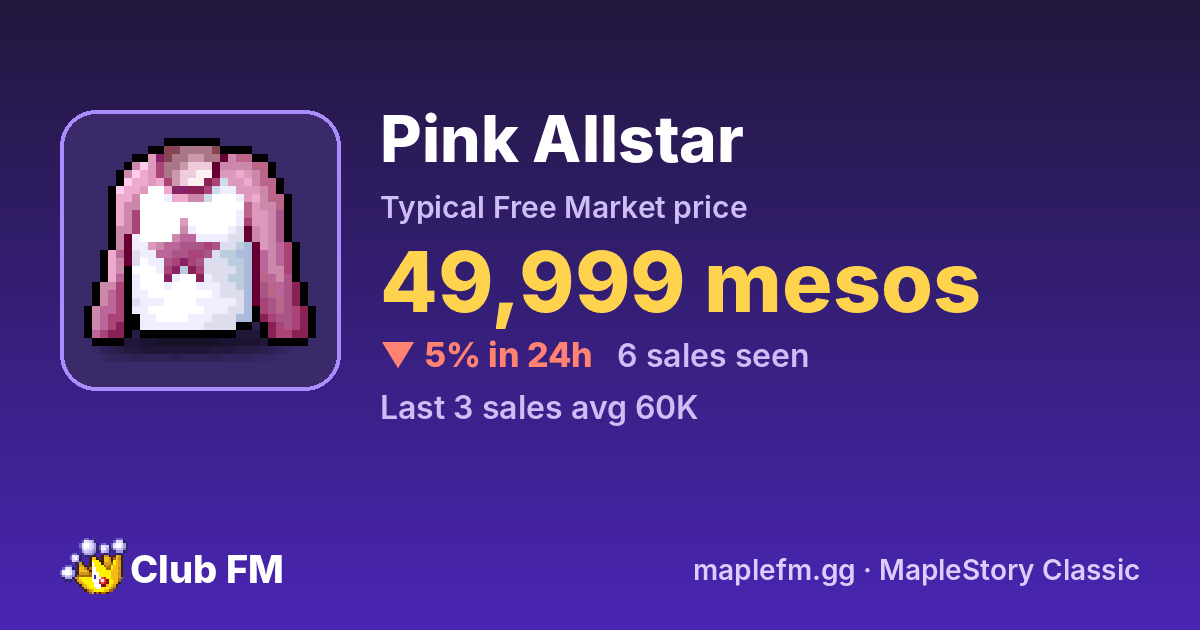 Pink Allstar
Typical Free Market price
49,999 mesos
▼ 5% in 24h 6 sales seen
Last 3 sales avg 60K
Club FM
maplefm.gg · MapleStory Classic